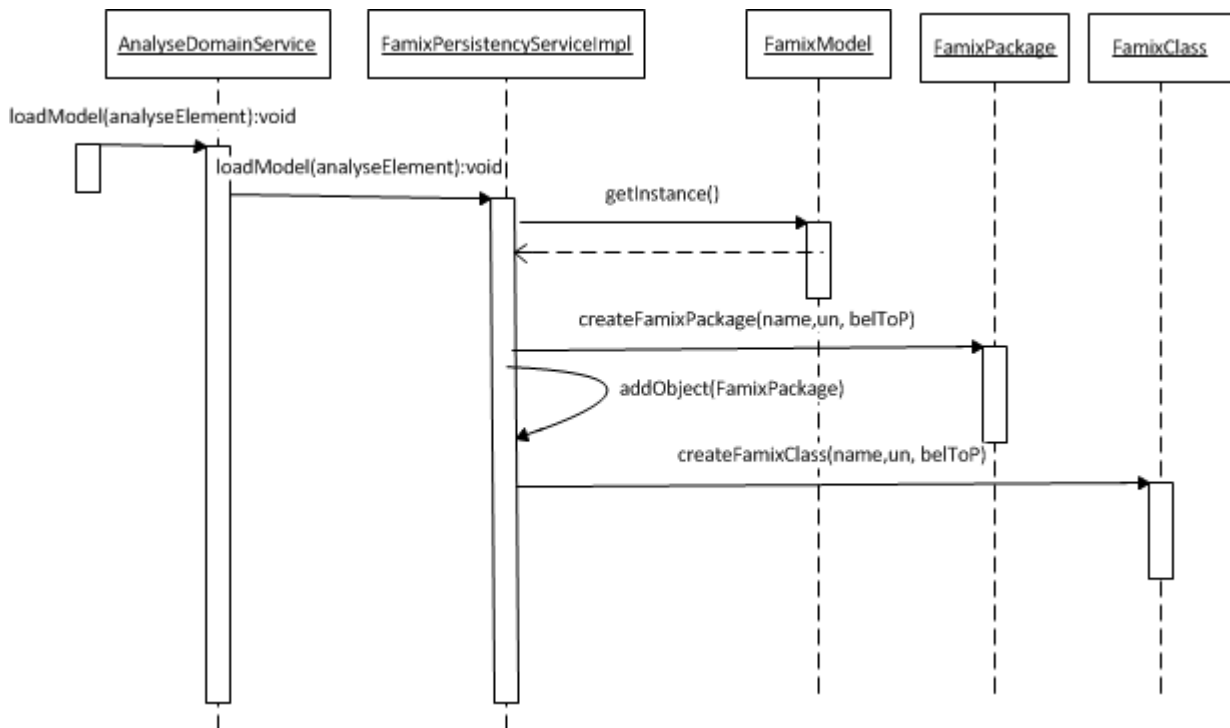 AnalyseDomainService
FamixPersistencyServiceImpl
FamixModel
FamixPackage
FamixClass
loadModel(analyseElement):void
loadModel(analyseElement):void
getInstance()
createFamixPackage(name,un, belToP)
addObject(FamixPackage)
createFamixClass(name,un, belToP)